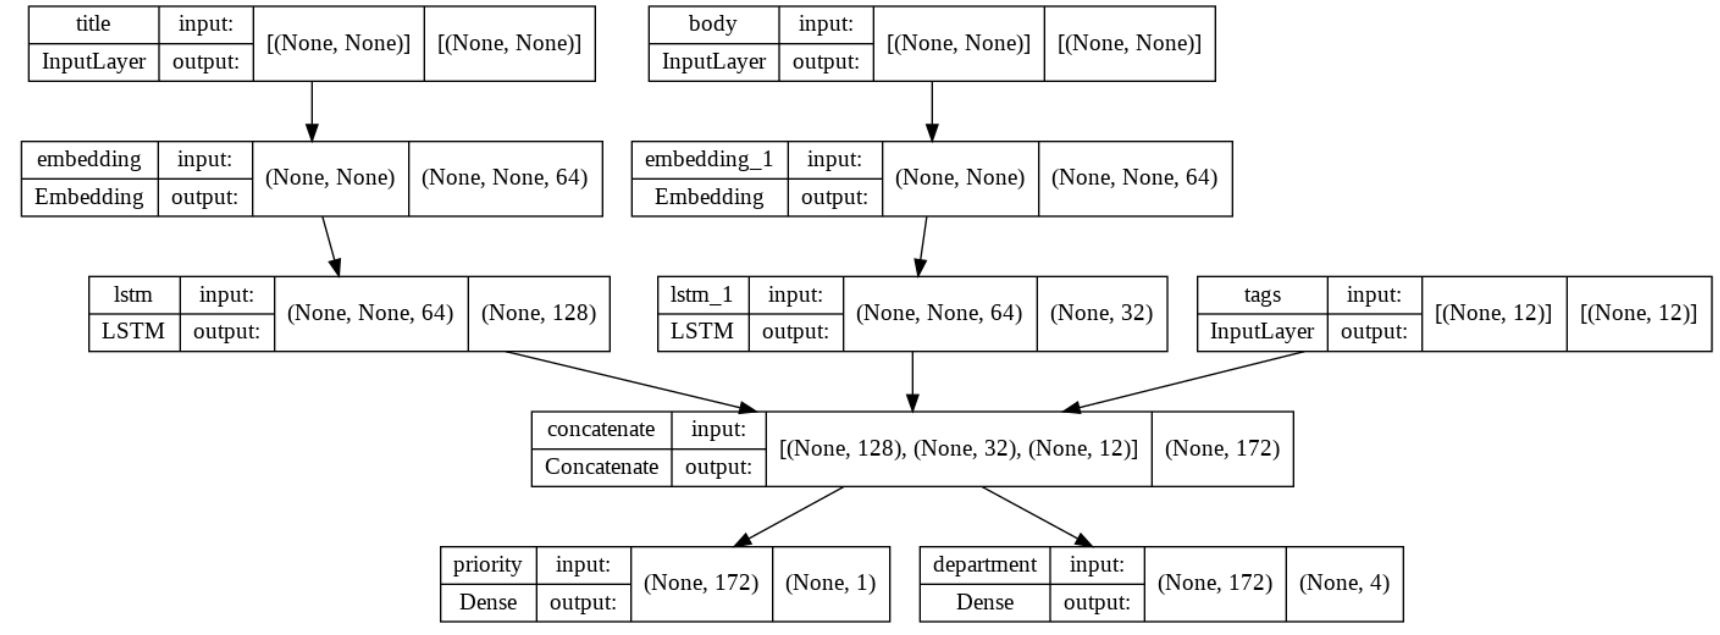 title input: [(None, None)] [(None, None)]
InputLayer output:
body input: [(None, None)] [(None, None)]
InputLayer output:
embedding input: (None, None) (None, None, 64)
Embedding output:
embedding_1 input: (None, None) (None, None, 64)
Embedding output:
lstm input: (None, None, 64) (None, 128)
LSTM output:
lstm_1 input: (None, None, 64) (None, 32)
LSTM output:
tags input: [(None, 12)] [(None, 12)]
InputLayer output:
concatenate input: [(None, 128), (None, 32), (None, 12)] (None, 172)
Concatenate output:
priority input: (None, 172) (None, 1)
Dense output:
department input: (None, 172) (None, 4)
Dense output: